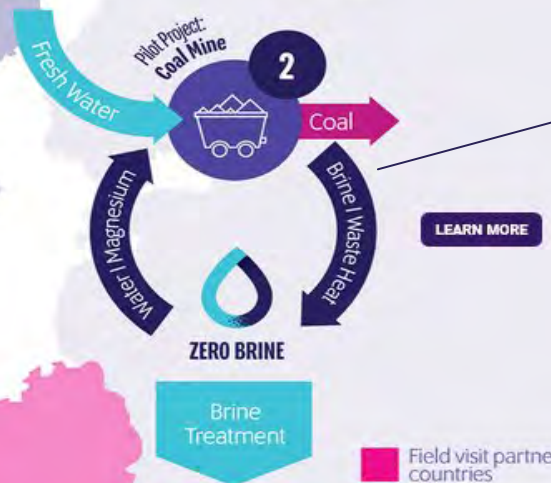 Pilot Project:
Coal Mine
2
Fresh Water
Coal
Water | Magnesium
Brine | Waste Heat
LEARN MORE
ZERO BRINE
Brine
Treatment
Field visit partne
countries